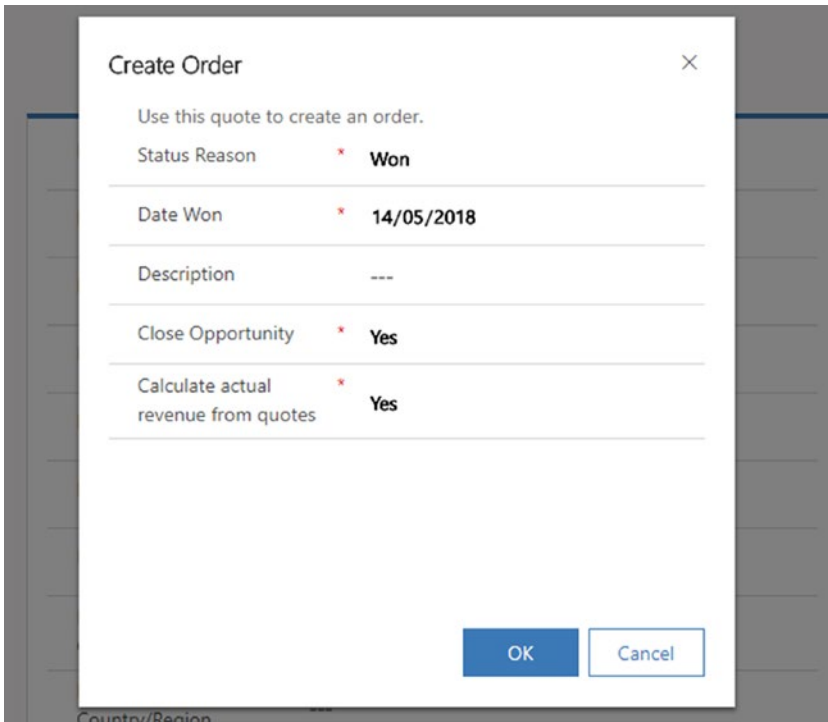 Create Order
Use this quote to create an order.
Status Reason * Won
Date Won * 14/05/2018
Description ---
Close Opportunity * Yes
Calculate actual * 
revenue from quotes Yes
OK Cancel
---
Country/Region